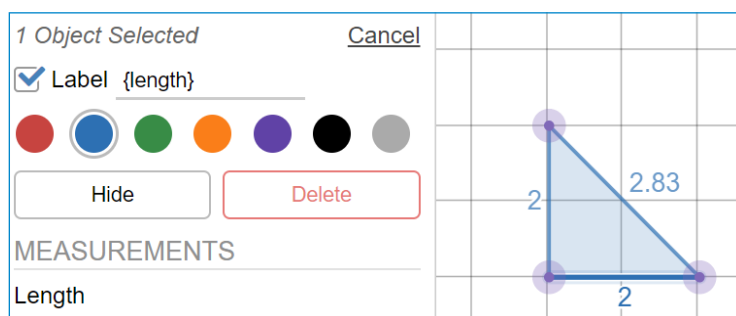 1 Object Selected Cancel
Label {length}
Hide Delete
MEASUREMENTS
Length
2 2.83
2